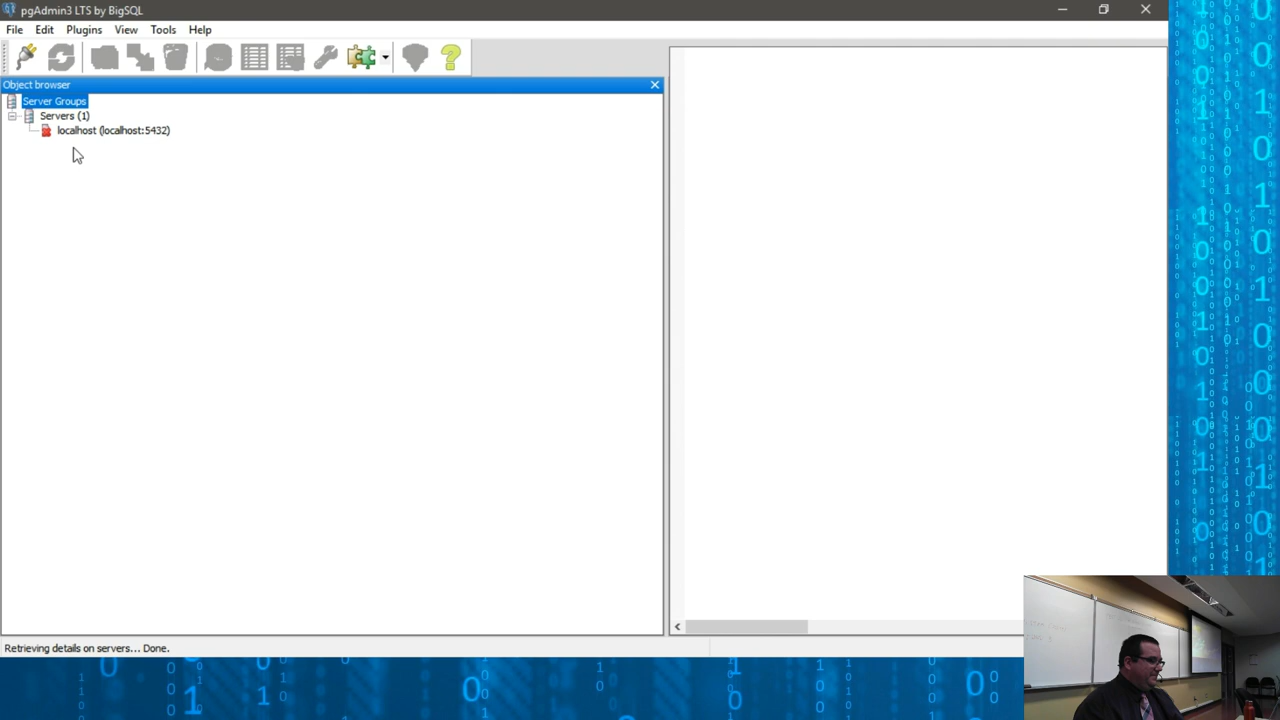 pgAdmin3 LTS by BigSQL
File Edit Plugins View Tools Help
Object browser
Server Groups
Servers (1)
localhost (localhost:5432)
Retrieving details on servers... Done.